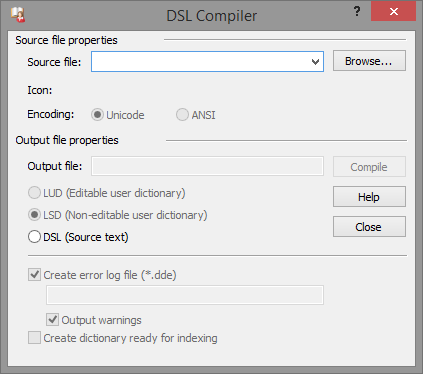 DSL Compiler
?
Source file properties
Source file:
Browse...
Icon:
Encoding: Unicode ANSI
Output file properties
Output file:
Compile
LUD (Editable user dictionary)
Help
LSD (Non-editable user dictionary)
Close
DSL (Source text)
Create error log file (*.dde)
Output warnings
Create dictionary ready for indexing